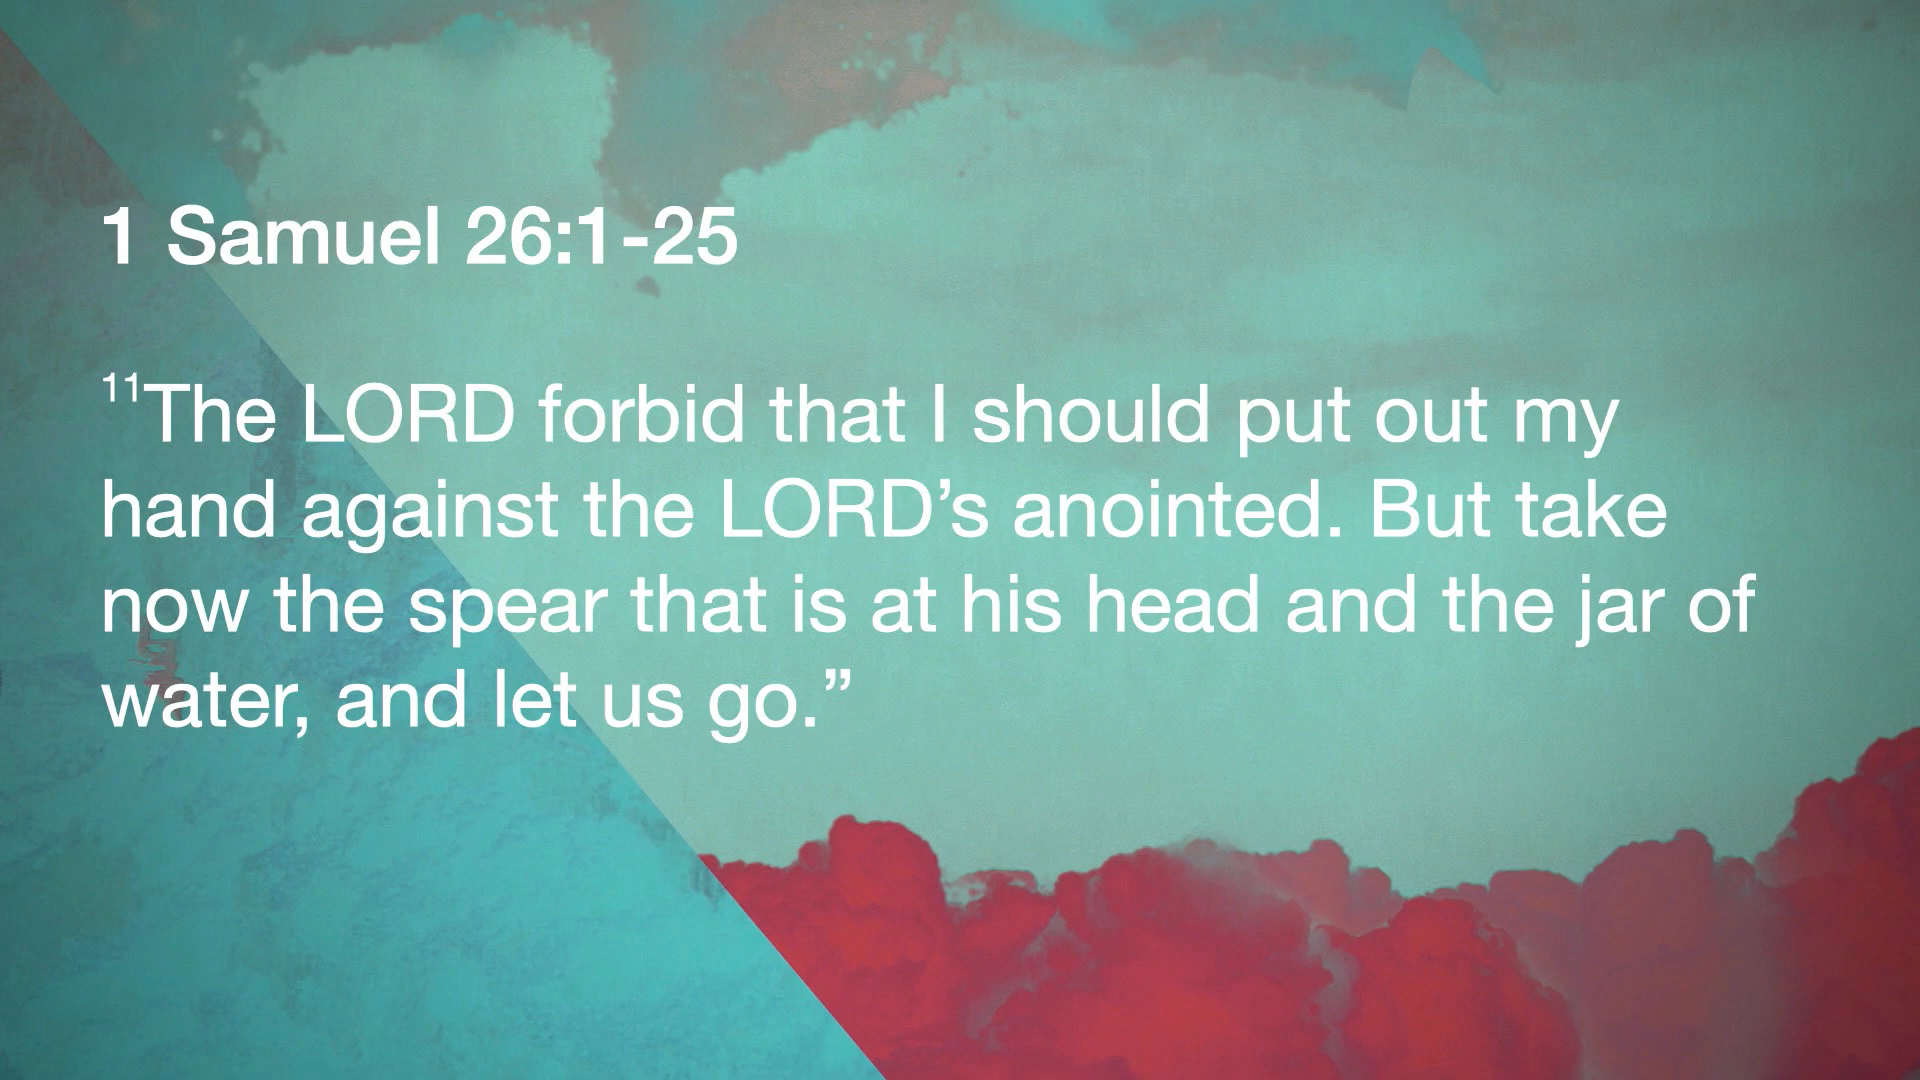 1 Samuel 26:1-25
11The LORD forbid that I should put out my
hand against the LORD’s anointed. But take
now the spear that is at his head and the jar of
water, and let us go.”